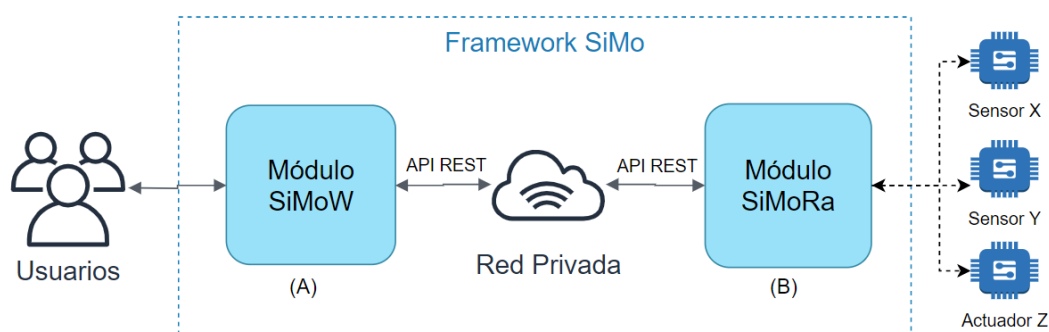 Framework SiMo
Usuarios
Módulo
SiMoW
(A)
API REST
Red Privada
API REST
Módulo
SiMoRa
(B)
Sensor X
Sensor Y
Actuador Z